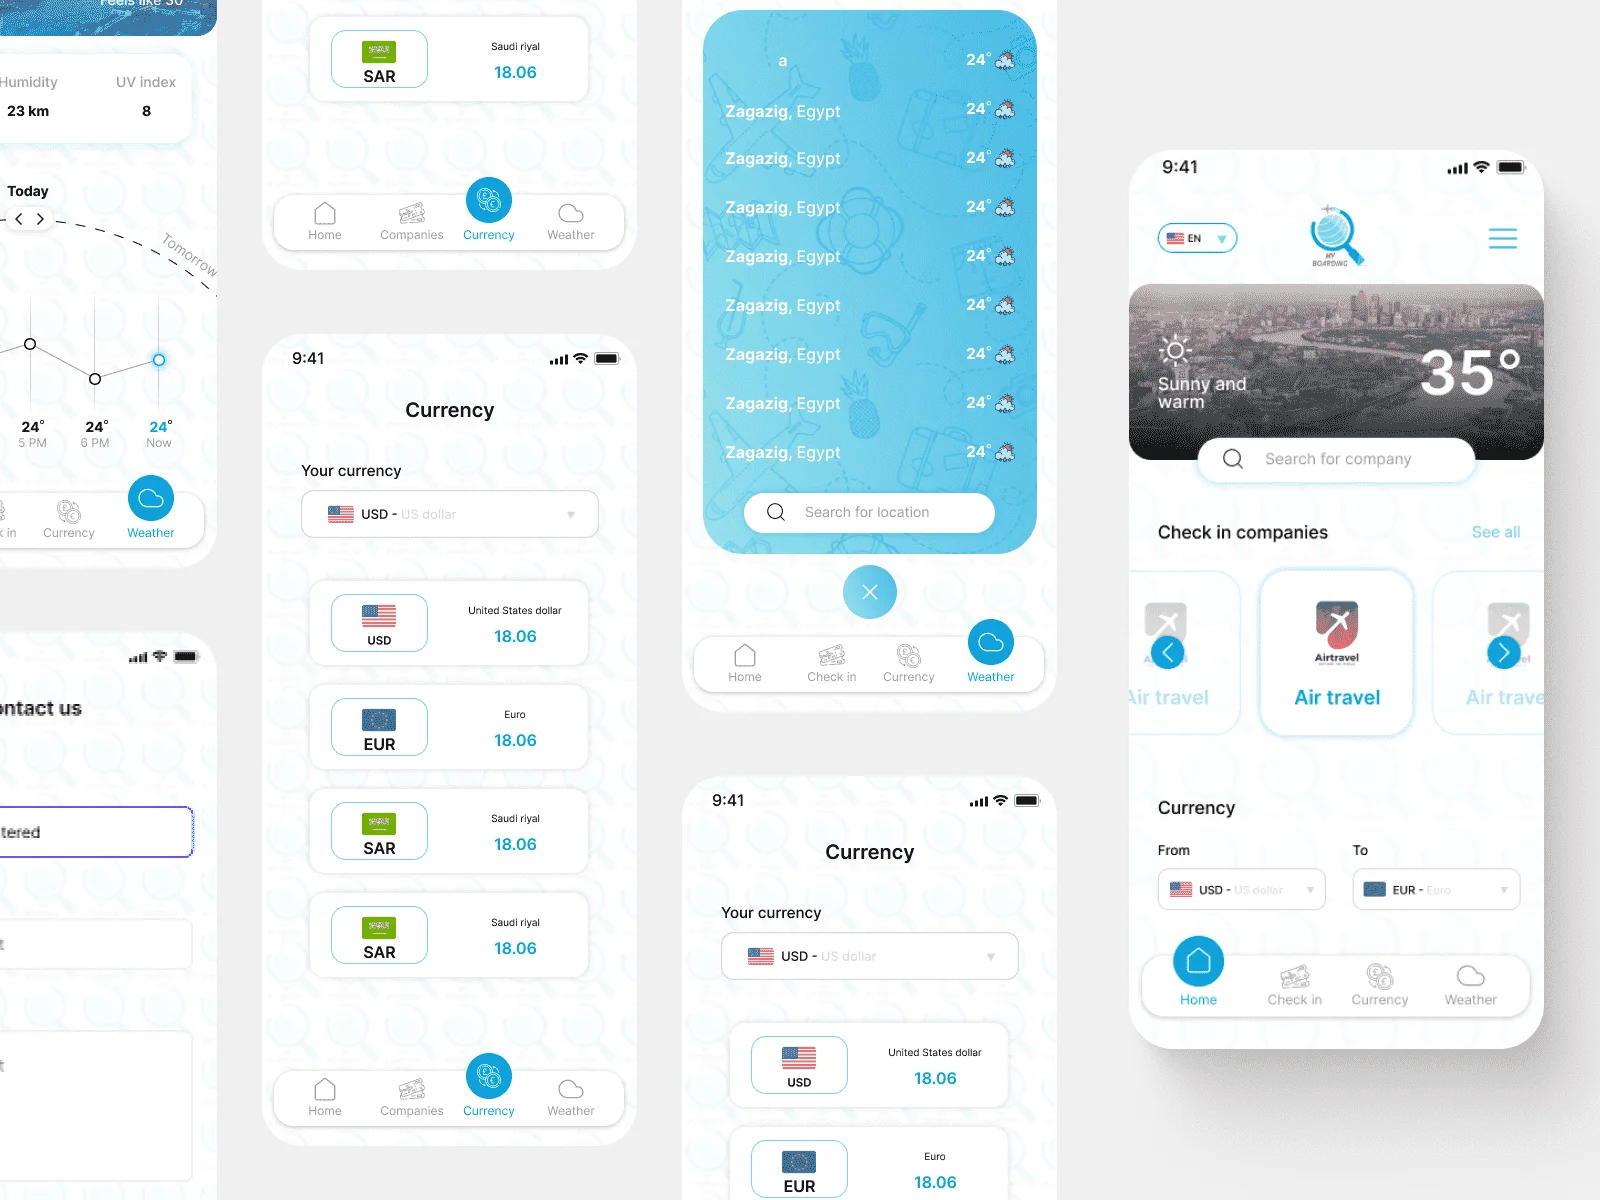 Feels like 30
Humidity
UV index
23 km
8
Today
Tomorrow
24°
24°
24°
5 PM
6 PM
Now
Currency
Weather
ontact us
tered
Saudi riyal
SAR
18.06
Home
Companies
Currency
Weather
9:41
Currency
Your currency
USD - US dollar
United States dollar
USD
18.06
Euro
EUR
18.06
Saudi riyal
SAR
18.06
Saudi riyal
SAR
18.06
Home
Companies
Currency
Weather
a 24°
Zagazig, Egypt 24°
Zagazig, Egypt 24°
Zagazig, Egypt 24°
Zagazig, Egypt 24°
Zagazig, Egypt 24°
Zagazig, Egypt 24°
Zagazig, Egypt 24°
Zagazig, Egypt 24°
Search for location
Home
Check in
Currency
Weather
9:41
Currency
Your currency
USD - US dollar
United States dollar
USD
18.06
Euro
EUR
18.06
9:41
EN
MY
BOARDING
Sunny and
warm
35°
Search for company
Check in companies
See all
Airtravel
Air travel
Air travel
Air trave
Currency
From
To
USD - US dollar
EUR - Euro
Home
Check in
Currency
Weather